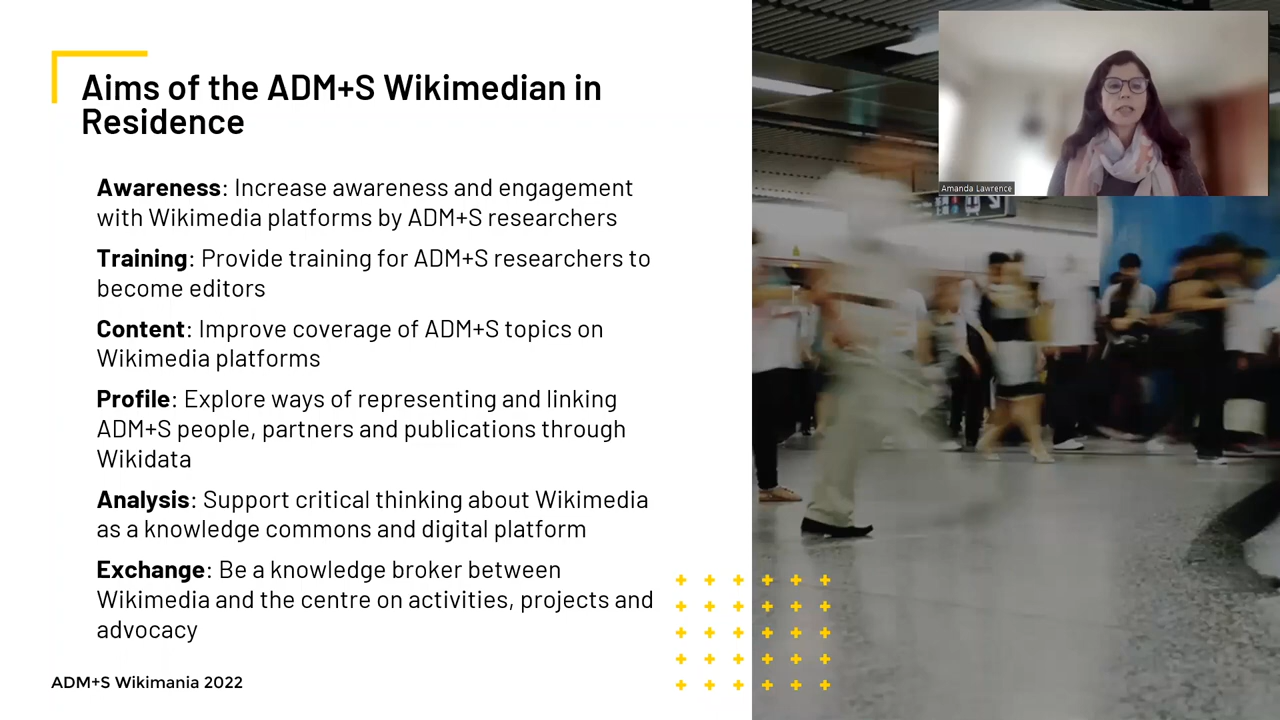 Aims of the ADM+S Wikimedian in
Residence
Awareness: Increase awareness and engagement
with Wikimedia platforms by ADM+S researchers
Training: Provide training for ADM+S researchers to
become editors
Content: Improve coverage of ADM+S topics on
Wikimedia platforms
Profile: Explore ways of representing and linking
ADM+S people, partners and publications through
Wikidata
Analysis: Support critical thinking about Wikimedia
as a knowledge commons and digital platform
Exchange: Be a knowledge broker between
Wikimedia and the centre on activities, projects and
advocacy
ADM+S Wikimania 2022
Amanda Lawrence